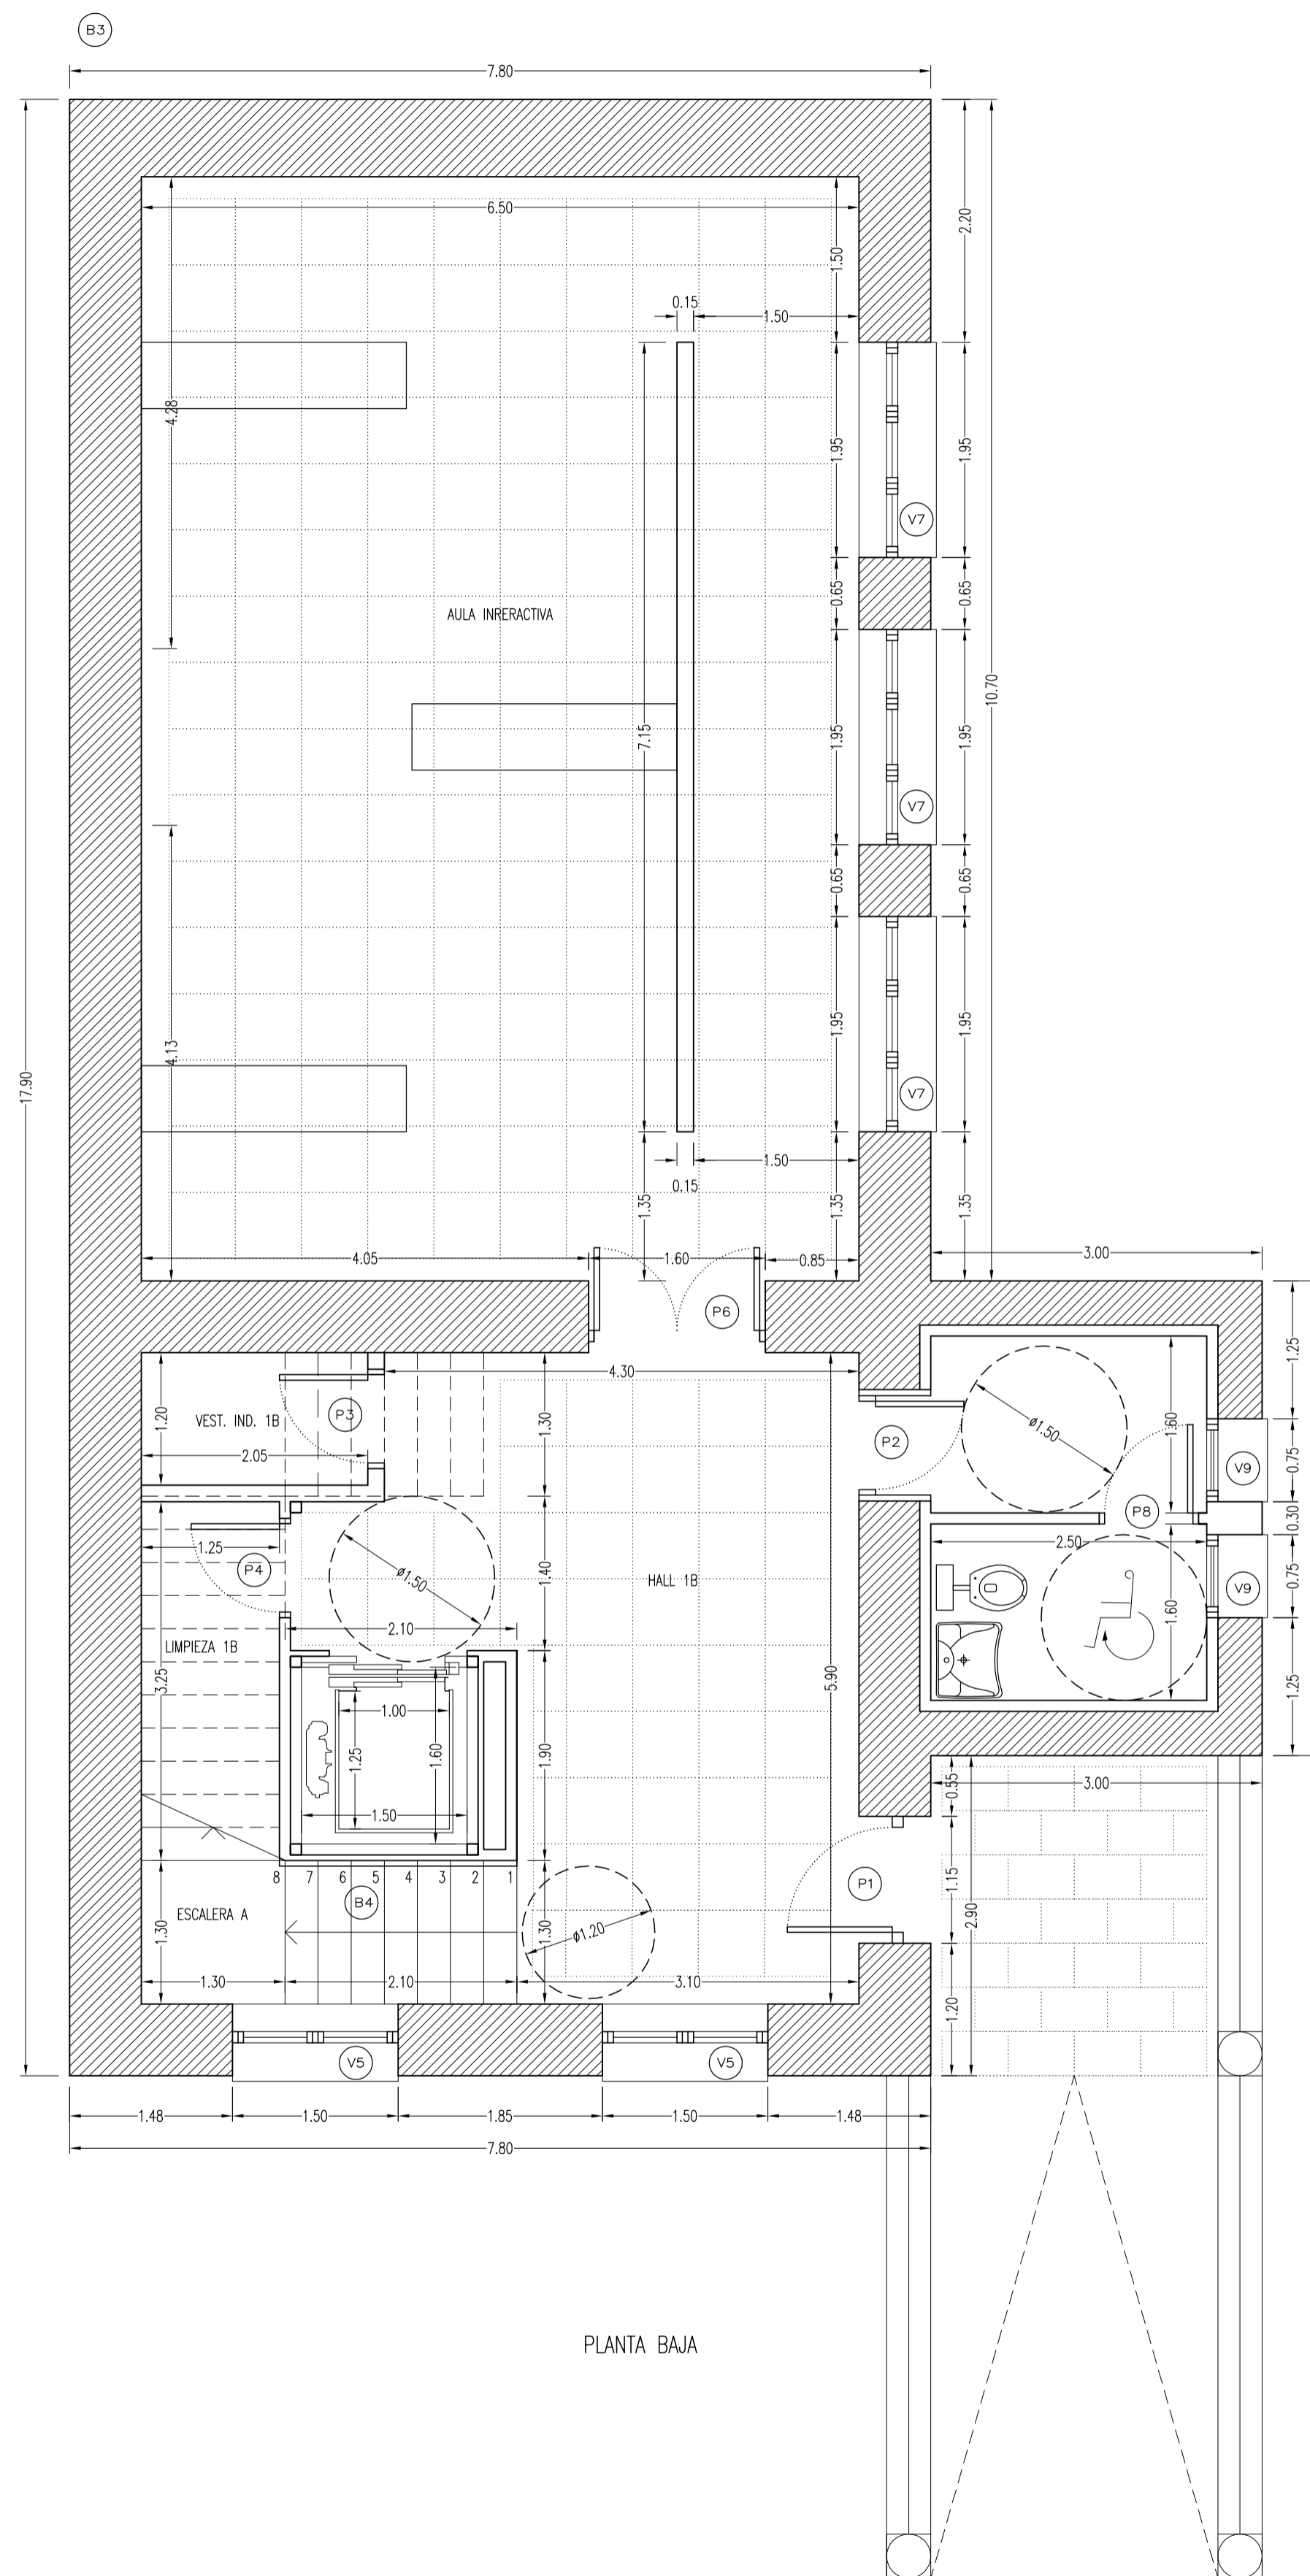 B3
7.80
6.50
2.20
1.50
0.15
1.50
4.28
1.95
1.95
V7
0.65
0.65
AULA INRERACTIVA
10.70
7.15
1.95
1.95
V7
0.65
0.65
4.13
1.95
1.95
17.90
V7
1.50
0.15
1.35
1.35
1.35
4.05
1.60
0.85
3.00
P6
1.25
4.30
1.20
VEST. IND. 1B
P3
1.30
P2
ø1.50
1.60
2.05
V9
0.75
P8
0.30
1.25
P4
ø1.50
1.40
HALL 1B
2.50
V9
0.75
1.60
2.10
LIMPIEZA 1B
3.25
5.90
1.25
1.00
1.25
1.60
1.90
1.50
0.55
3.00
8 7 6 5 4 3 2 1
B4
P1
1.15
ESCALERA A
1.30
ø1.20
1.30
2.90
1.30
2.10
3.10
1.20
V5
V5
1.48
1.50
1.85
1.50
1.48
7.80
PLANTA BAJA